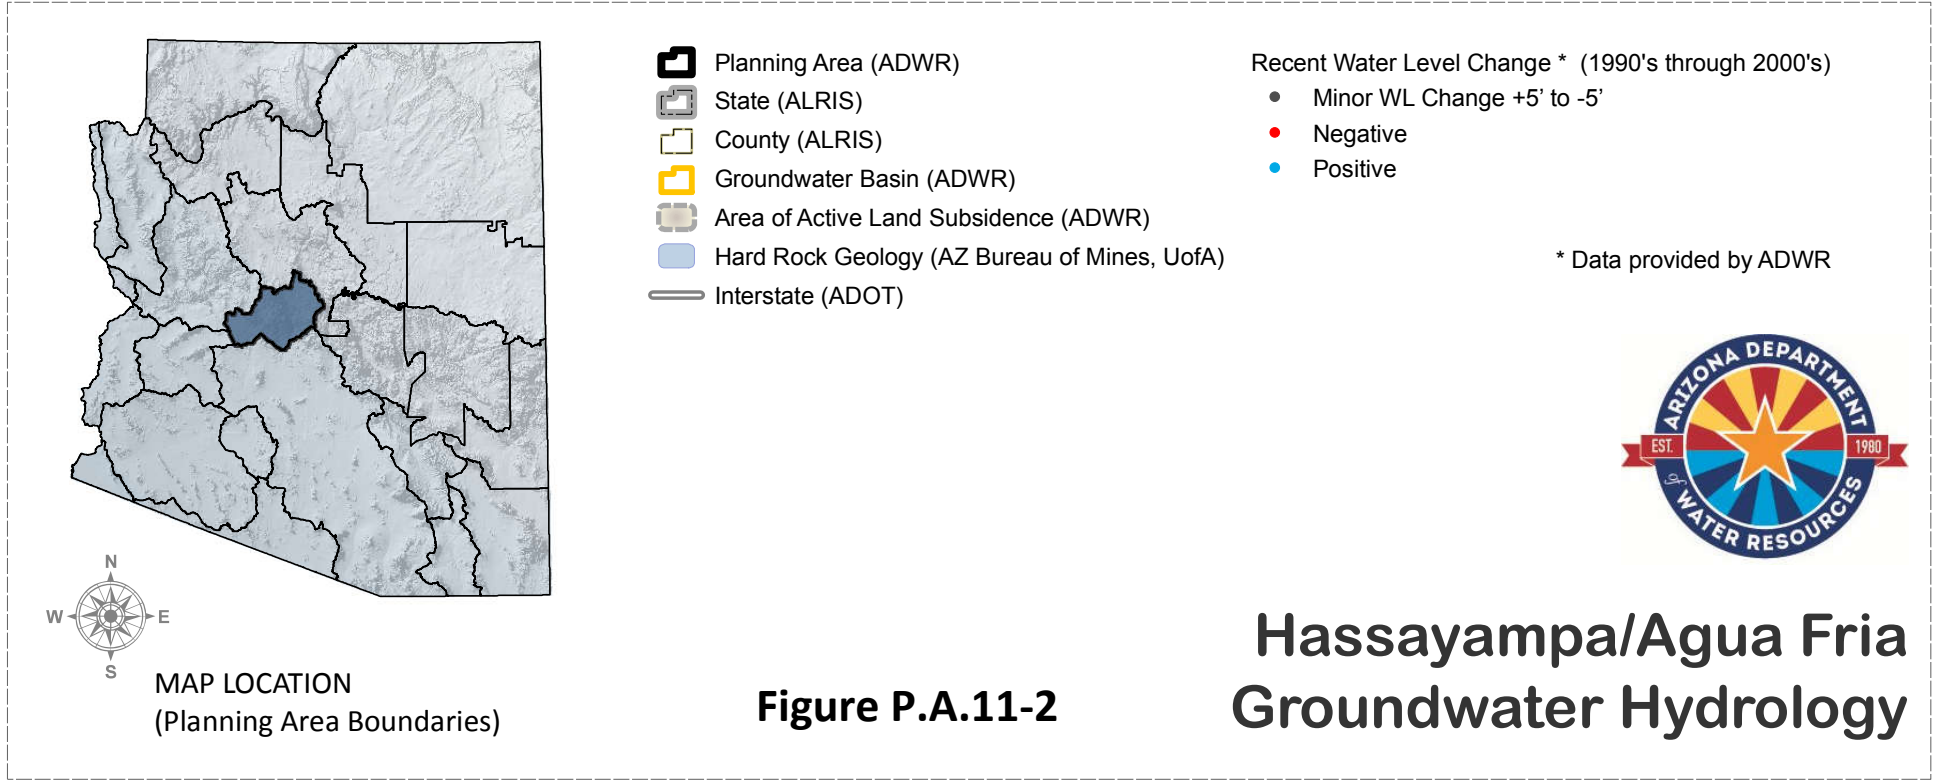 Planning Area (ADWR)
State (ALRIS)
County (ALRIS)
Groundwater Basin (ADWR)
Area of Active Land Subsidence (ADWR)
Hard Rock Geology (AZ Bureau of Mines, UofA)
Interstate (ADOT)
Recent Water Level Change * (1990's through 2000's)
Minor WL Change +5’ to -5’
Negative
Positive
* Data provided by ADWR
ARIZONA DEPARTMENT
EST. 1980
of WATER RESOURCES
N
W E
S
MAP LOCATION
(Planning Area Boundaries)
Figure P.A.11-2
Hassayampa/Agua Fria
Groundwater Hydrology